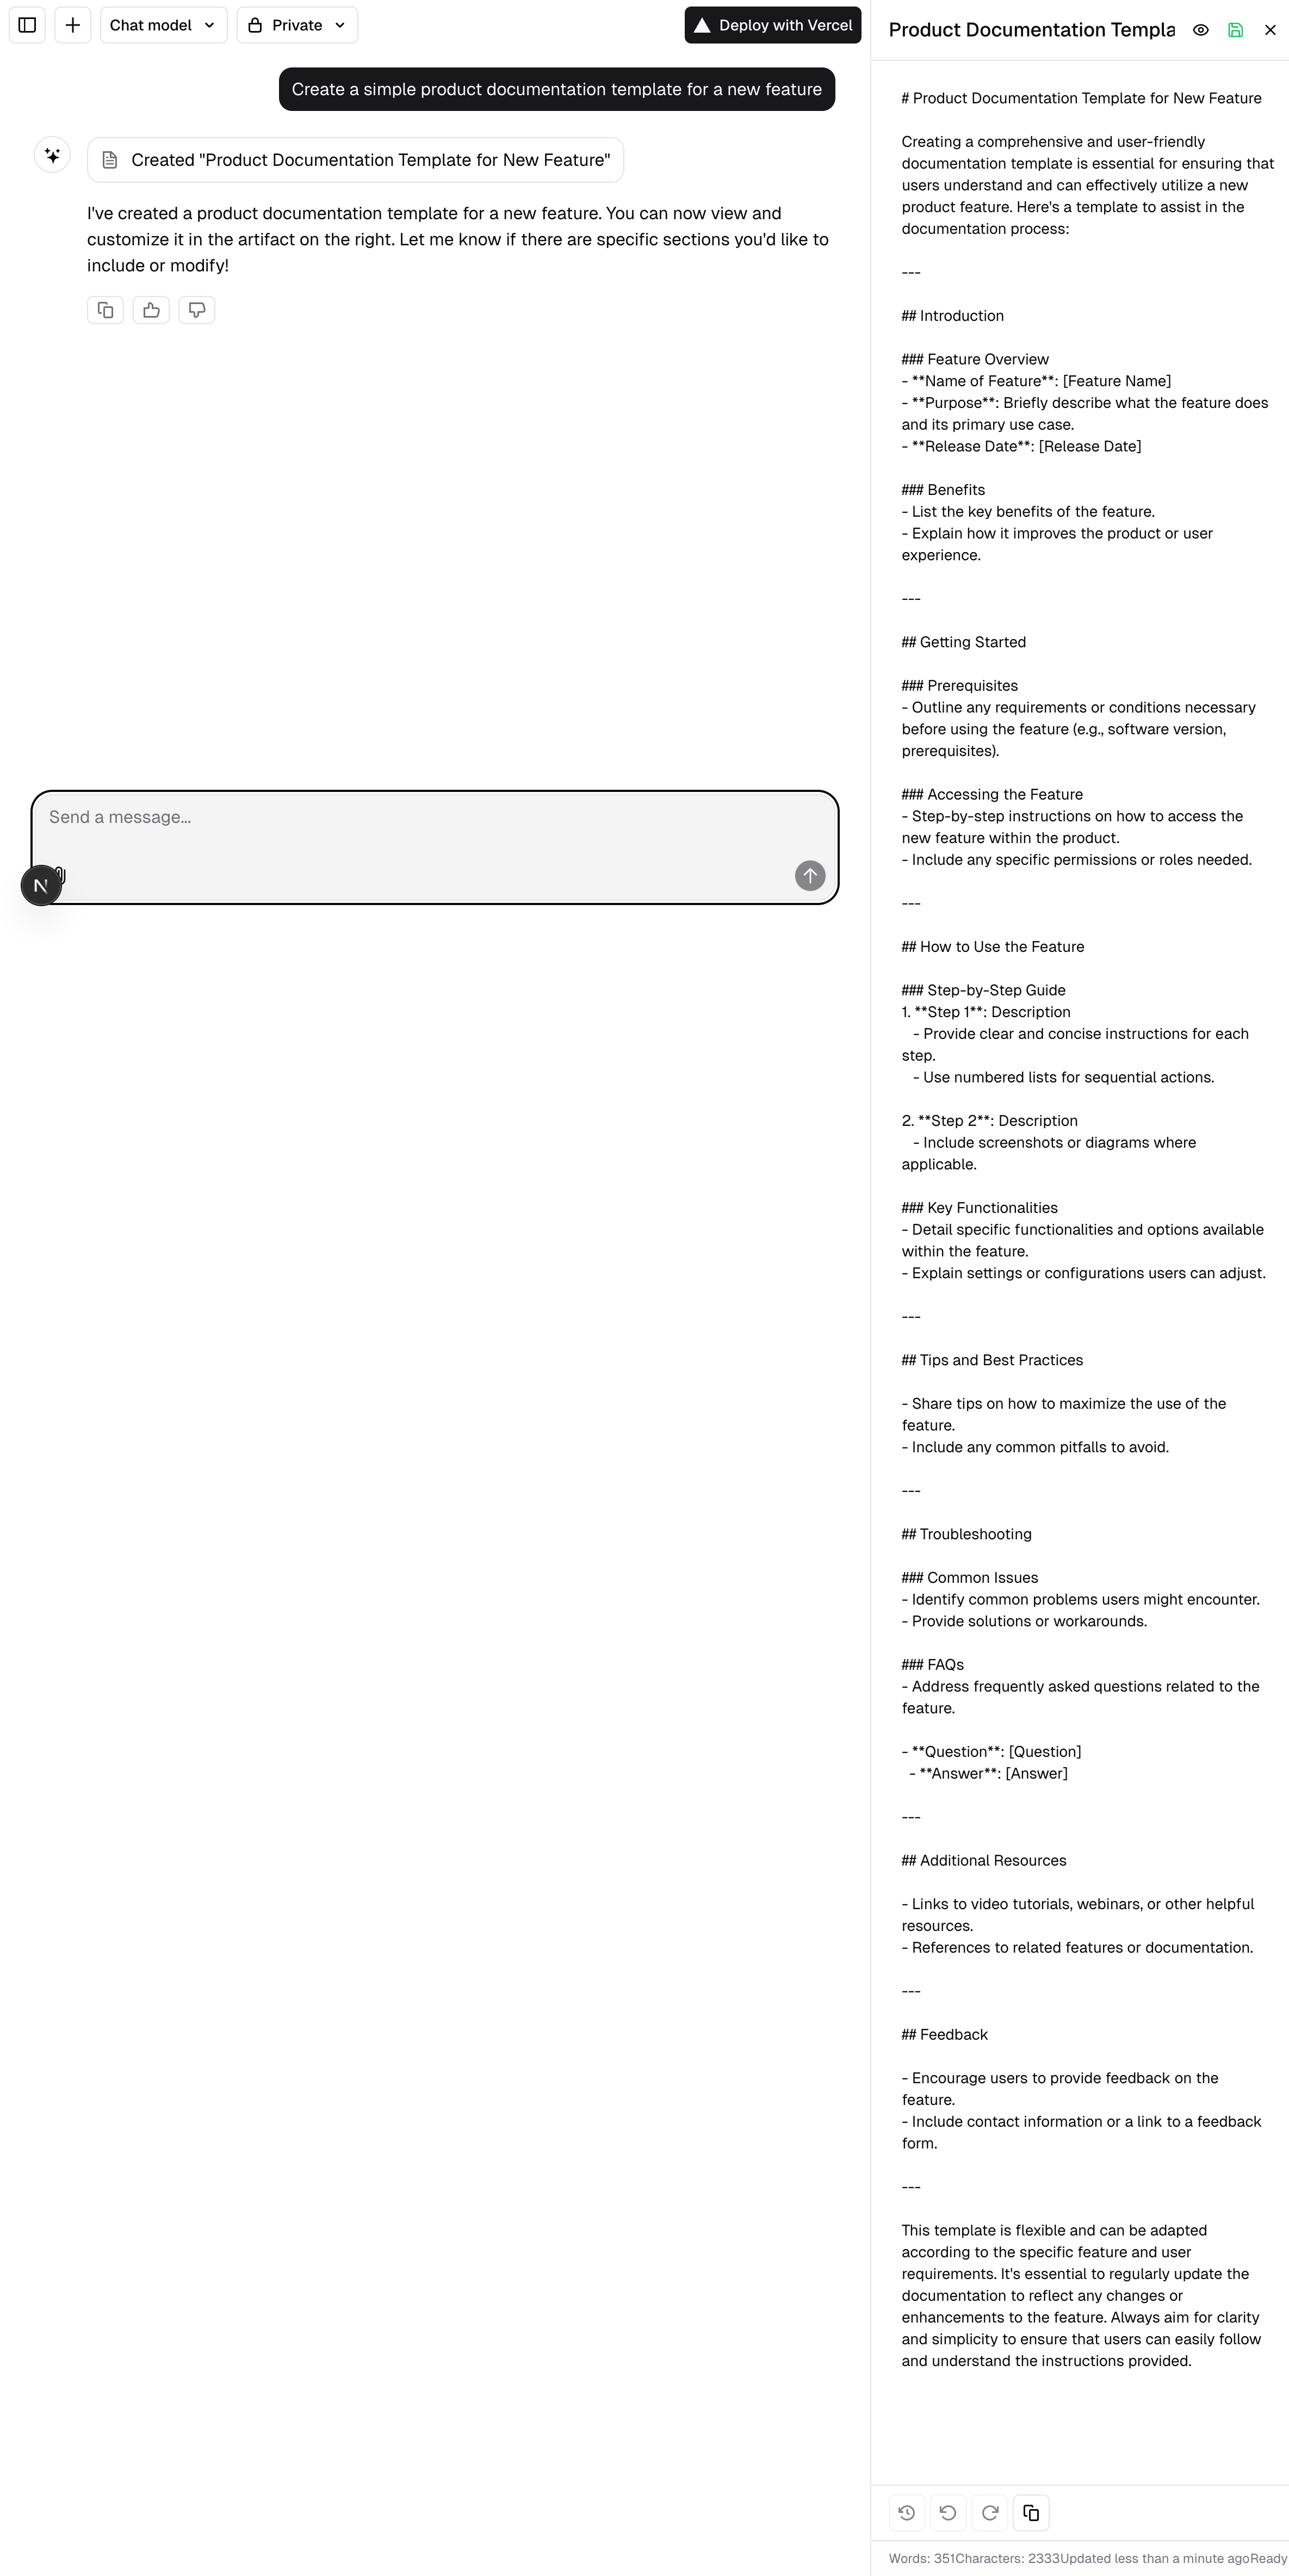 Chat model
Private
Deploy with Vercel
Create a simple product documentation template for a new feature
Created "Product Documentation Template for New Feature"
I've created a product documentation template for a new feature. You can now view and
customize it in the artifact on the right. Let me know if there are specific sections you'd like to
include or modify!
Send a message...
N
Product Documentation Templa
# Product Documentation Template for New Feature
Creating a comprehensive and user-friendly
documentation template is essential for ensuring that
users understand and can effectively utilize a new
product feature. Here's a template to assist in the
documentation process:
---
## Introduction
### Feature Overview
- **Name of Feature**: [Feature Name]
- **Purpose**: Briefly describe what the feature does
and its primary use case.
- **Release Date**: [Release Date]
### Benefits
- List the key benefits of the feature.
- Explain how it improves the product or user
experience.
---
## Getting Started
### Prerequisites
- Outline any requirements or conditions necessary
before using the feature (e.g., software version,
prerequisites).
### Accessing the Feature
- Step-by-step instructions on how to access the
new feature within the product.
- Include any specific permissions or roles needed.
---
## How to Use the Feature
### Step-by-Step Guide
1. **Step 1**: Description
- Provide clear and concise instructions for each
step.
- Use numbered lists for sequential actions.
2. **Step 2**: Description
- Include screenshots or diagrams where
applicable.
### Key Functionalities
- Detail specific functionalities and options available
within the feature.
- Explain settings or configurations users can adjust.
---
## Tips and Best Practices
- Share tips on how to maximize the use of the
feature.
- Include any common pitfalls to avoid.
---
## Troubleshooting
### Common Issues
- Identify common problems users might encounter.
- Provide solutions or workarounds.
### FAQs
- Address frequently asked questions related to the
feature.
- **Question**: [Question]
- **Answer**: [Answer]
---
## Additional Resources
- Links to video tutorials, webinars, or other helpful
resources.
- References to related features or documentation.
---
## Feedback
- Encourage users to provide feedback on the
feature.
- Include contact information or a link to a feedback
form.
---
This template is flexible and can be adapted
according to the specific feature and user
requirements. It's essential to regularly update the
documentation to reflect any changes or
enhancements to the feature. Always aim for clarity
and simplicity to ensure that users can easily follow
and understand the instructions provided.
Words: 351Characters: 2333Updated less than a minute agoReady